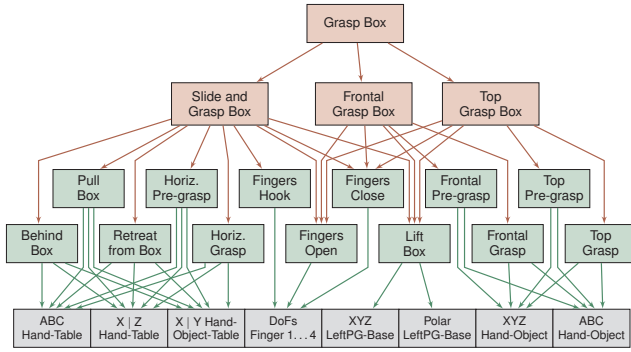 Grasp Box
Slide and
Grasp Box
Frontal
Grasp Box
Top
Grasp Box
Pull
Box
Horiz.
Pre-grasp
Fingers
Hook
Fingers
Close
Frontal
Pre-grasp
Top
Pre-grasp
Behind
Box
Retreat
from Box
Horiz.
Grasp
Fingers
Open
Lift
Box
Frontal
Grasp
Top
Grasp
ABC
Hand-Table
X | Z
Hand-Table
X | Y Hand-
Object-Table
DoFs
Finger 1...4
XYZ
LeftPG-Base
Polar
LeftPG-Base
XYZ
Hand-Object
ABC
Hand-Object